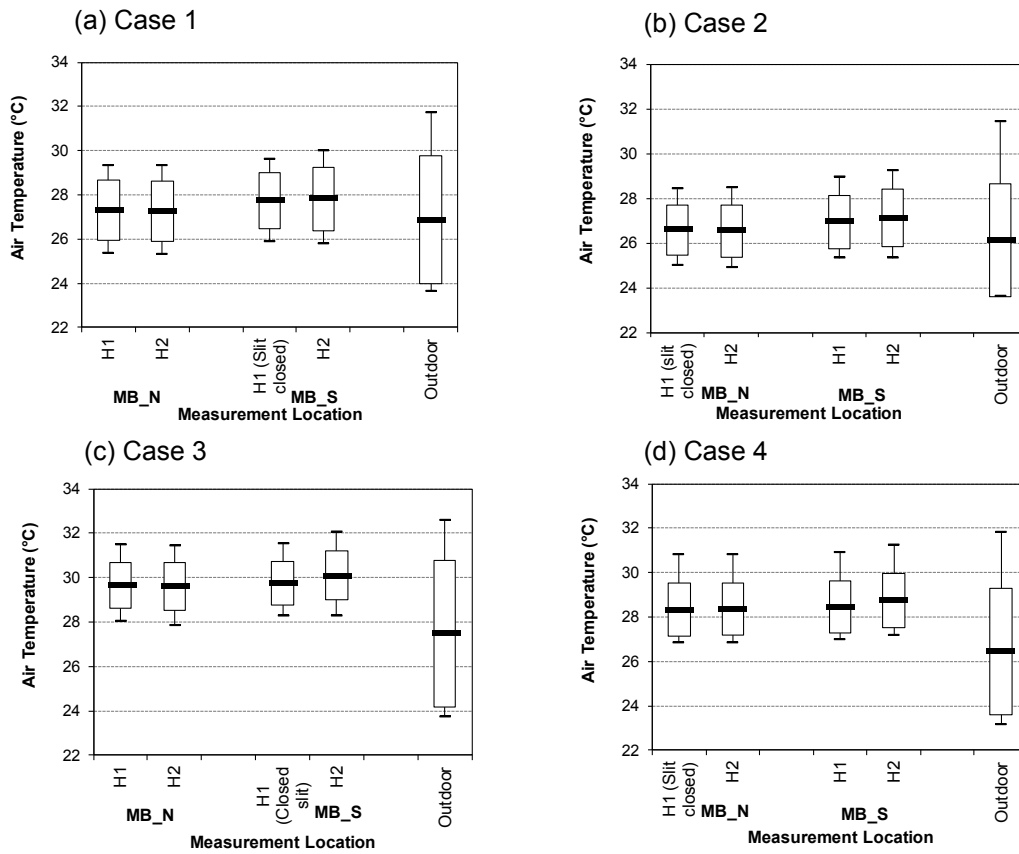 (a) Case 1
Air Temperature (°C)
34
32
30
28
26
24
22
H1
H2
H1 (Slit
closed)
H2
Outdoor
MB_N
MB_S
Measurement Location
(b) Case 2
Air Temperature (°C)
34
32
30
28
26
24
22
H1 (slit
closed)
H2
H1
H2
Outdoor
MB_N
MB_S
Measurement Location
(c) Case 3
Air Temperature (°C)
34
32
30
28
26
24
22
H1
H2
H1
(Closed
slit)
H2
Outdoor
MB_N
MB_S
Measurement Location
(d) Case 4
Air Temperature (°C)
34
32
30
28
26
24
22
H1 (Slit
closed)
H2
H1
H2
Outdoor
MB_N
MB_S
Measurement Location